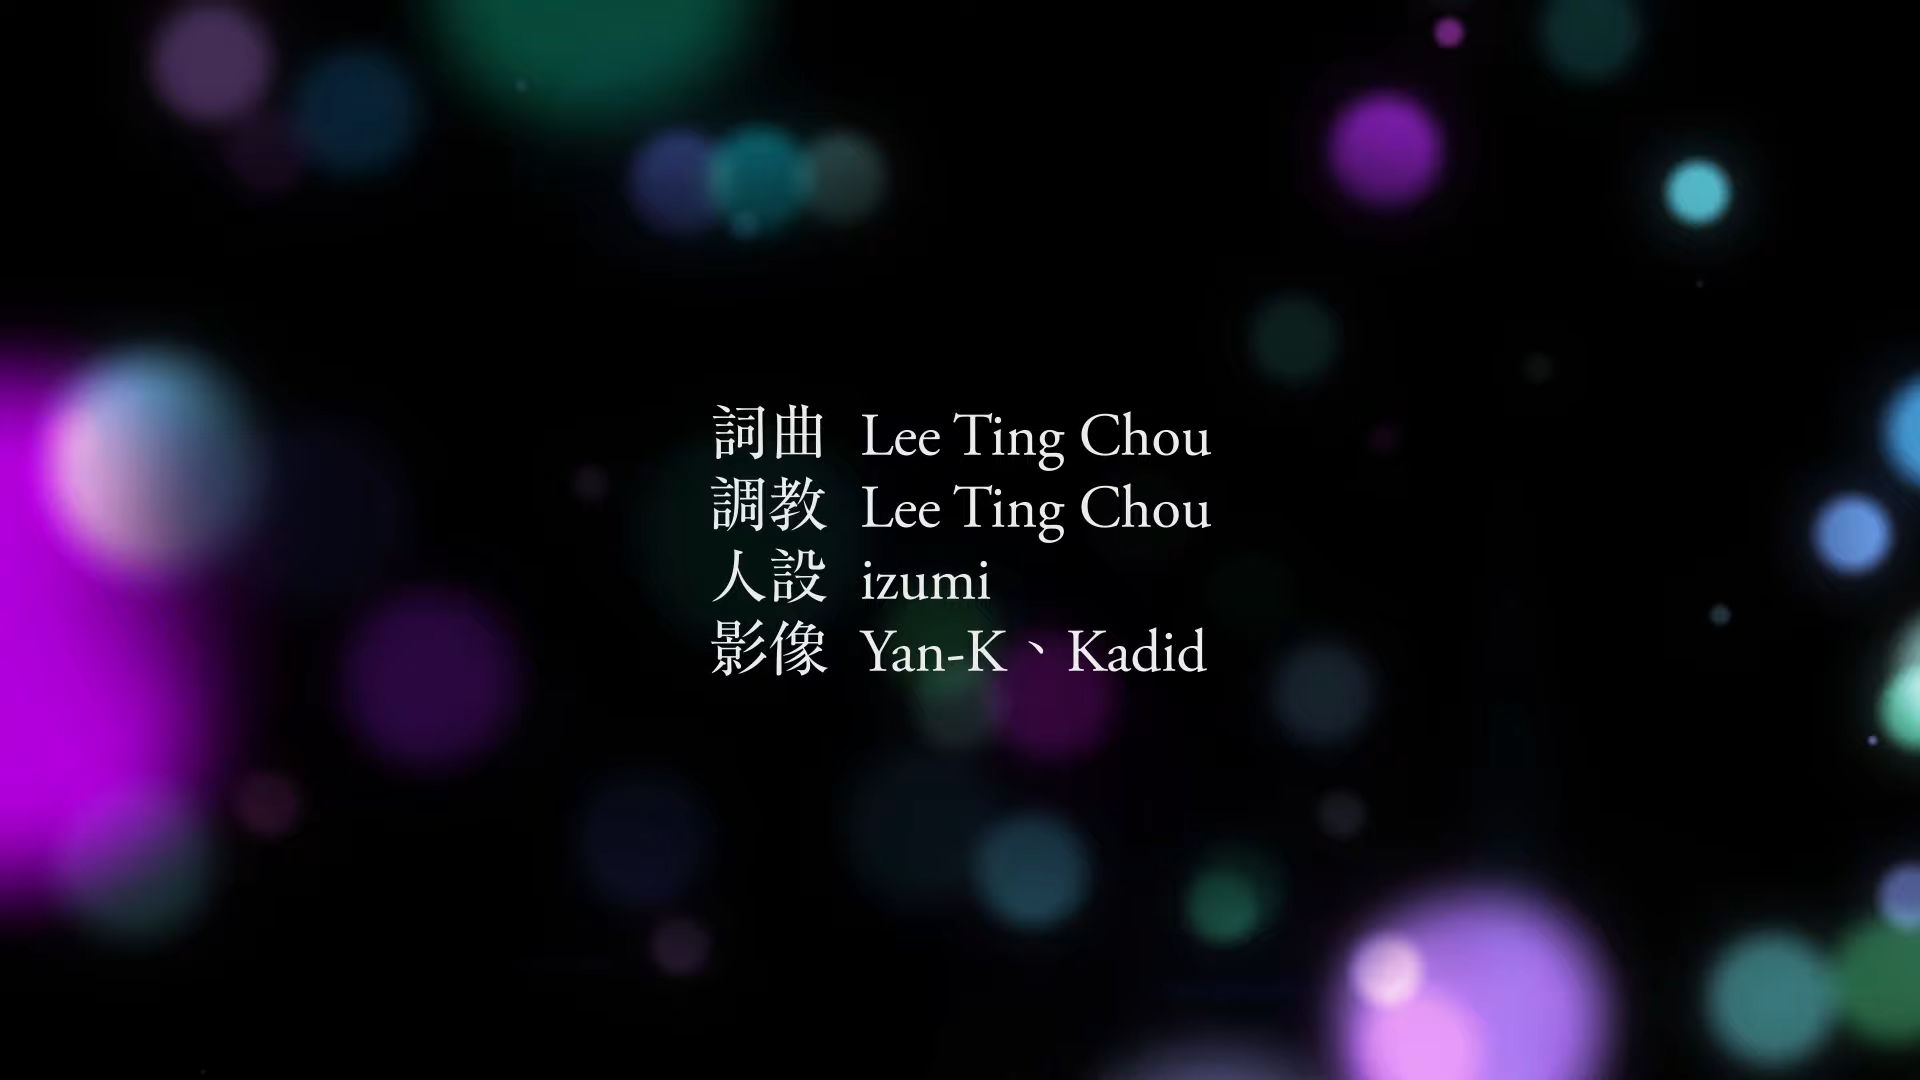 詞曲 Lee Ting Chou
調教 Lee Ting Chou
人設 izumi
影像 Yan-K、Kadid